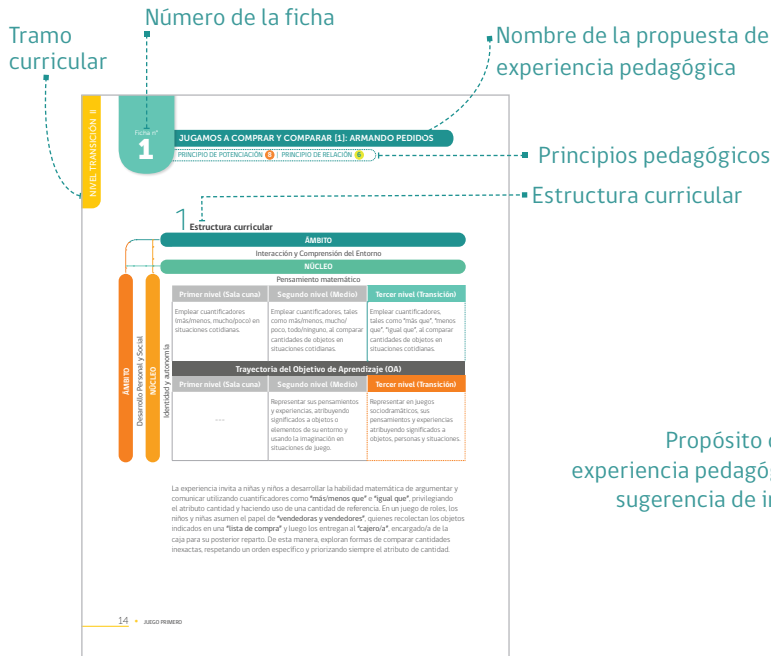 Número de la ficha
Tramo
curricular
Nombre de la propuesta de
experiencia pedagógica
Principios pedagógicos
Estructura curricular
NIVEL TRANSICIÓN II
Ficha n°
1
JUGAMOS A COMPRAR Y COMPARAR [1]: ARMANDO PEDIDOS
PRINCIPIO DE POTENCIACIÓN 5 | PRINCIPIO DE RELACIÓN 6
1 Estructura curricular
ÁMBITO
Interacción y Comprensión del Entorno
NÚCLEO
Pensamiento matemático
Primer nivel (Sala cuna) Segundo nivel (Medio) Tercer nivel (Transición)
Emplear cuantificadores
(más/menos, mucho/poco) en
situaciones cotidianas.
Emplear cuantificadores, tales
como más/menos, mucho/
poco, todo/ninguno, al comparar
cantidades de objetos en
situaciones cotidianas.
Emplear cuantificadores,
tales como "más que", "menos
que", "igual que", al comparar
cantidades de objetos en
situaciones cotidianas.
Trayectoria del Objetivo de Aprendizaje (OA)
Primer nivel (Sala cuna) Segundo nivel (Medio) Tercer nivel (Transición)
---
Representar sus pensamientos
y experiencias, atribuyendo
significados a objetos o
elementos de su entorno y
usando la imaginación en
situaciones de juego.
Representar en juegos
sociodramáticos, sus
pensamientos y experiencias
atribuyendo significados a
objetos, personas y situaciones.
ÁMBITO
Desarollo Personal y Social
NÚCLEO
Identidad y autonomía
La experiencia invita a niñas y niños a desarrollar la habilidad matemática de argumentar y
comunicar utilizando cuantificadores como "más/menos que" e "igual que", privilegiando
el atributo cantidad y haciendo uso de una cantidad de referencia. En un juego de roles, los
niños y niñas asumen el papel de "vendedoras y vendedores", quienes recolectan los objetos
indicados en una "lista de compra" y luego los entregan al "cajero/a", encargado/a de la
caja para su posterior reparto. De esta manera, exploran formas de comparar cantidades
inexactas, respetando un orden específico y priorizando siempre el atributo de cantidad.
Propósito
experiencia pedagóg
sugerencia de i
14 • JUEGO PRIMERO